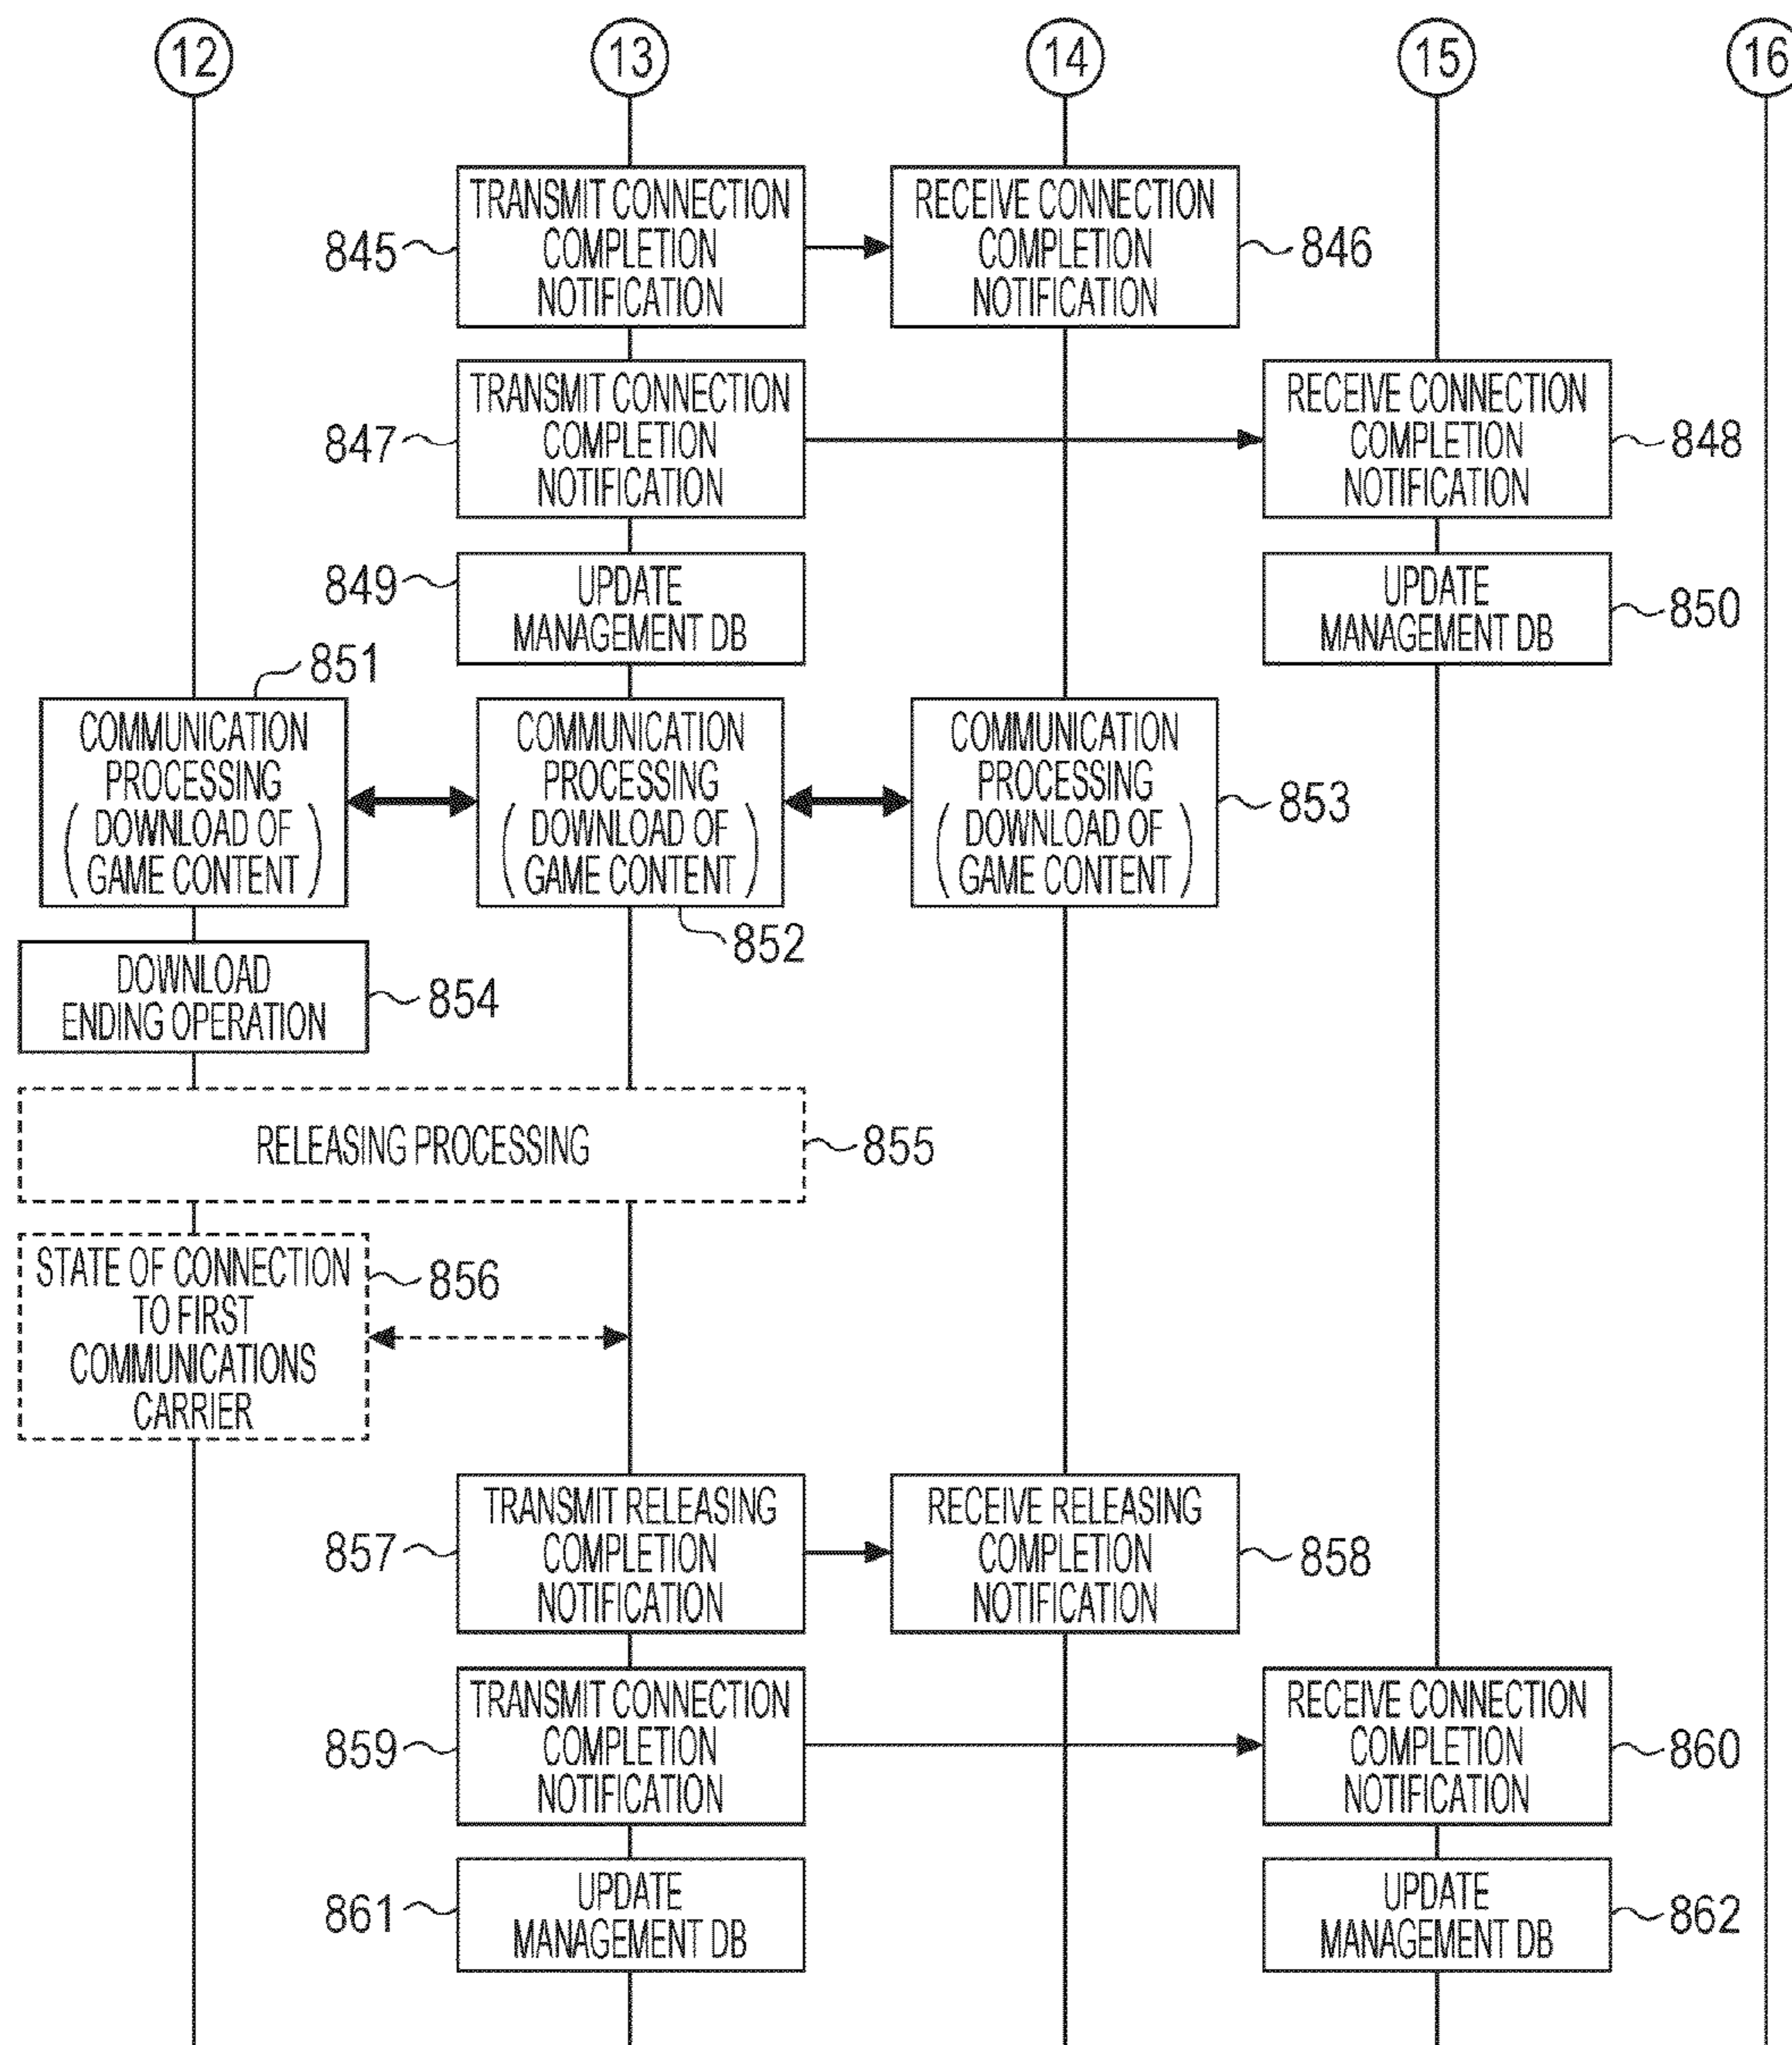 12 13 14 15 16
TRANSMIT CONNECTION
COMPLETION
NOTIFICATION
845
RECEIVE CONNECTION
COMPLETION
NOTIFICATION
846
TRANSMIT CONNECTION
COMPLETION
NOTIFICATION
847
RECEIVE CONNECTION
COMPLETION
NOTIFICATION
848
UPDATE
MANAGEMENT DB
849
UPDATE
MANAGEMENT DB
850
851
COMMUNICATION
PROCESSING
(DOWNLOAD OF
GAME CONTENT)
COMMUNICATION
PROCESSING
(DOWNLOAD OF
GAME CONTENT)
852
COMMUNICATION
PROCESSING
(DOWNLOAD OF
GAME CONTENT)
853
DOWNLOAD
ENDING OPERATION
854
RELEASING PROCESSING
855
STATE OF CONNECTION
TO FIRST
COMMUNICATIONS
CARRIER
856
TRANSMIT RELEASING
COMPLETION
NOTIFICATION
857
RECEIVE RELEASING
COMPLETION
NOTIFICATION
858
TRANSMIT CONNECTION
COMPLETION
NOTIFICATION
859
RECEIVE CONNECTION
COMPLETION
NOTIFICATION
860
UPDATE
MANAGEMENT DB
861
UPDATE
MANAGEMENT DB
862